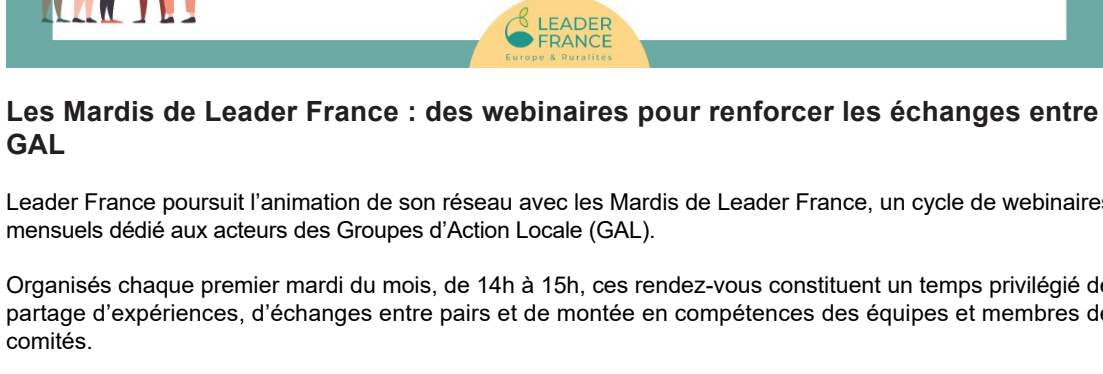 LEADER
FRANCE
Europe & Ruralités
Les Mardis de Leader France : des webinaires pour renforcer les échanges entre
GAL
Leader France poursuit l’animation de son réseau avec les Mardis de Leader France, un cycle de webinaires
mensuels dédié aux acteurs des Groupes d’Action Locale (GAL).
Organisés chaque premier mardi du mois, de 14h à 15h, ces rendez-vous constituent un temps privilégié de
partage d’expériences, d’échanges entre pairs et de montée en compétences des équipes et membres de
comités.